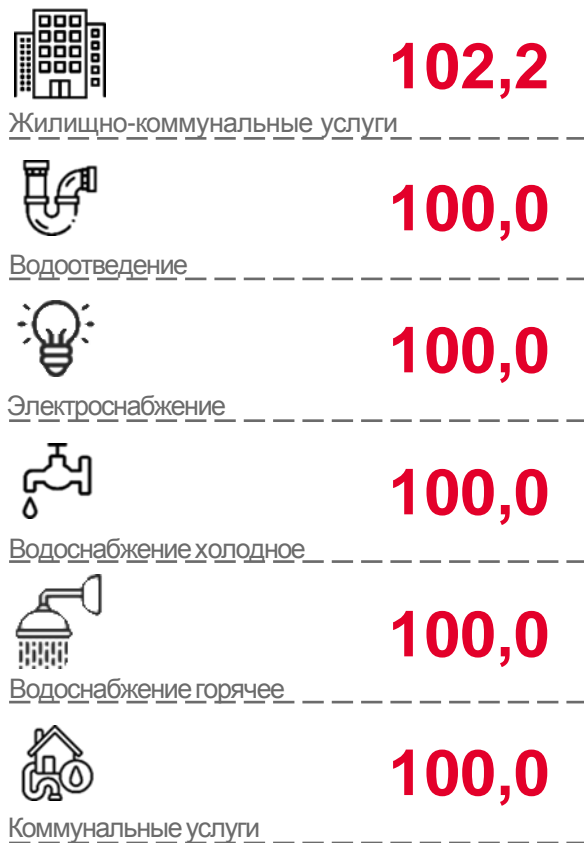 102,2
Жилищно-коммунальные услуги
100,0
Водоотведение
100,0
Электроснабжение
100,0
Водоснабжение холодное
100,0
Водоснабжение горячее
100,0
Коммунальные услуги